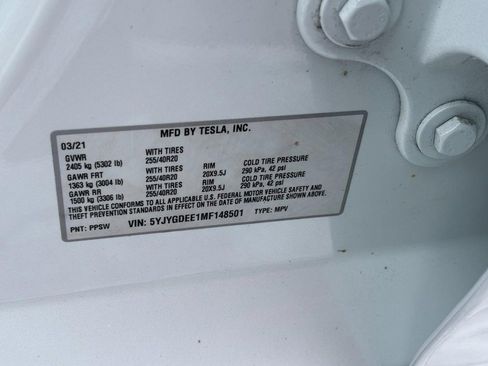 MFD BY TESLA, INC.
03/21
GVWR WITH TIRES RIM COLD TIRE PRESSURE
2405 kg (5302 lb) 255/40R20 20X9.5J 290 kPa, 42 psi
GAWR FRT WITH TIRES RIM COLD TIRE PRESSURE
1363 kg (3004 lb) 255/40R20 20X9.5J 290 kPa, 42 psi
GAWR RR WITH TIRES
1500 kg (3306 lb) 255/40R20
THIS VEHICLE CONFORMS TO ALL APPLICABLE U.S. FEDERAL MOTOR VEHICLE SAFETY AND
THEFT PREVENTION STANDARDS IN EFFECT ON THE DATE OF MANUFACTURE SHOWN ABOVE.
PNT: PPSW VIN: 5YJYGDEE1MF148501 TYPE: MPV